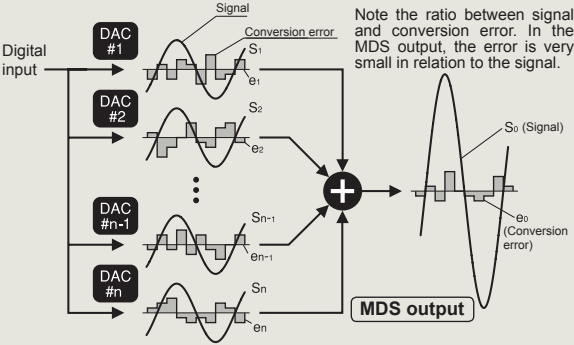 Signal
Conversion error
Note the ratio between signal
and conversion error. In the
MDS output, the error is very
small in relation to the signal.
Digital
input
DAC
#1
S1
e1
DAC
#2
S2
e2
S0 (Signal)
+
e0
(Conversion
error)
DAC
#n-1
Sn-1
en-1
DAC
#n
Sn
en
MDS output